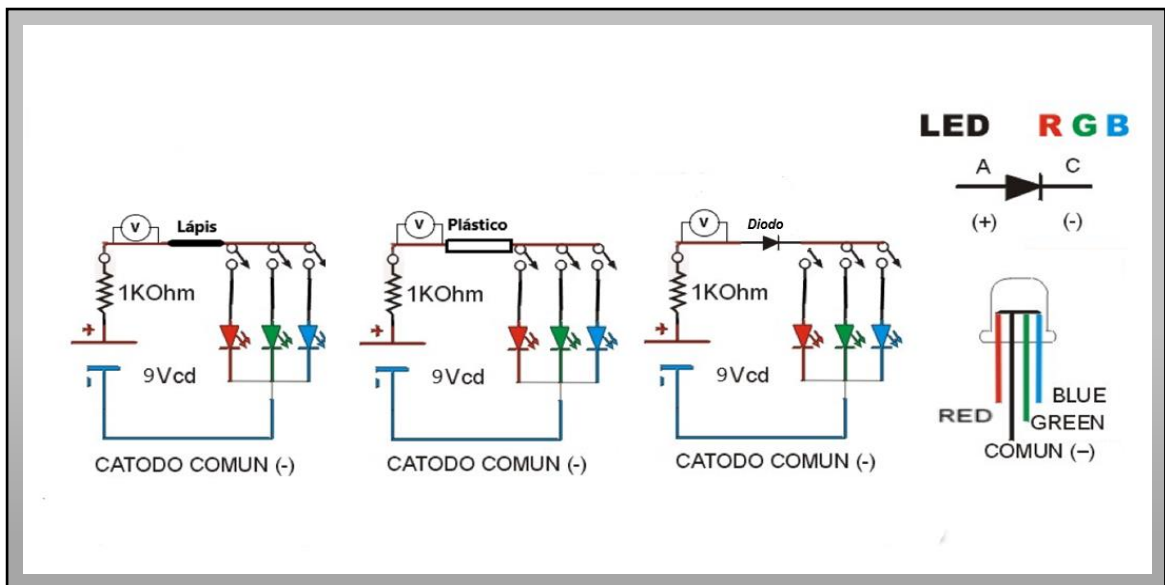 LED R G B
A C
(+) (-)
V
Lápis
1KOhm
+
-
9Vcd
CATODO COMUN (-)
V
Plástico
1KOhm
+
-
9Vcd
CATODO COMUN (-)
V
Diodo
1KOhm
+
-
9Vcd
CATODO COMUN (-)
BLUE
RED
GREEN
COMUN (–)